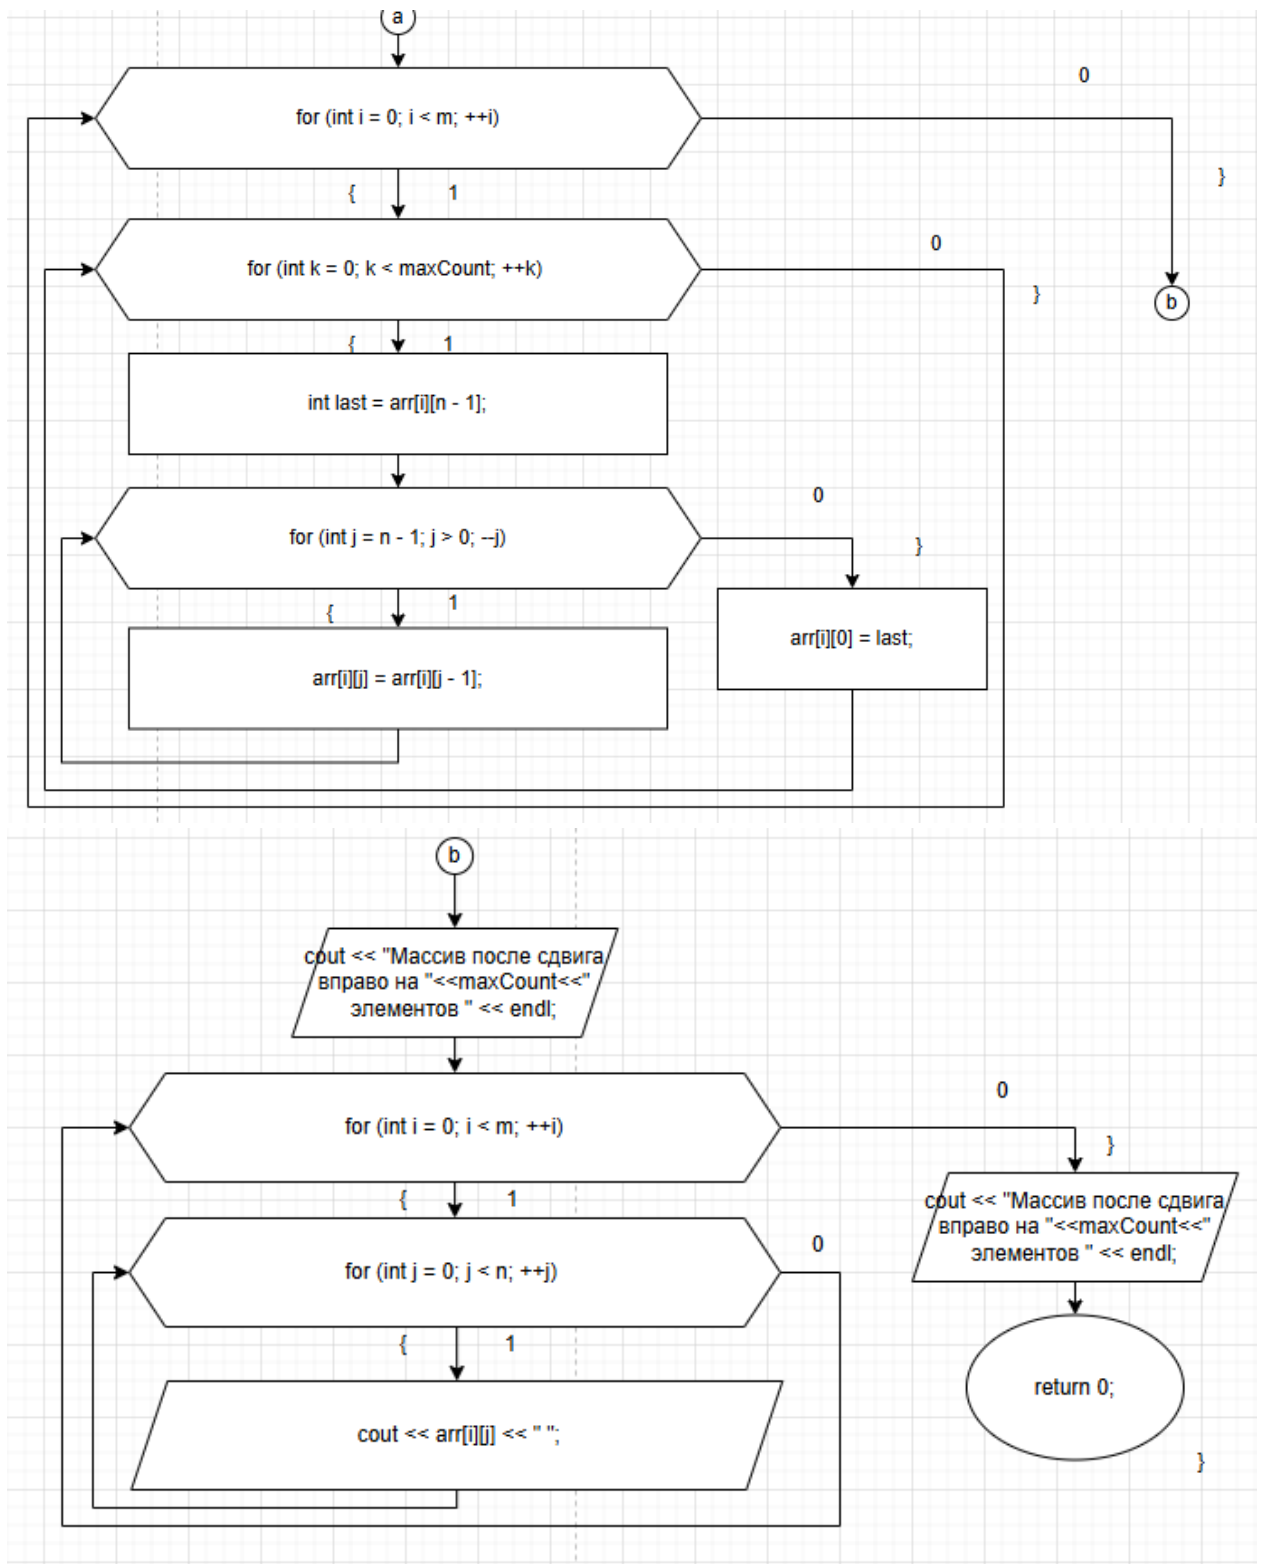 a
for (int i = 0; i < m; ++i)
0
{
1
}
for (int k = 0; k < maxCount; ++k)
0
}
b
{
1
int last = arr[i][n - 1];
for (int j = n - 1; j > 0; --j)
0
}
{
1
arr[i][j] = arr[i][j - 1];
arr[i][0] = last;
b
cout << "Массив после сдвига
вправо на "<<maxCount<<"
элементов " << endl;
for (int i = 0; i < m; ++i)
0
}
{
1
cout << "Массив после сдвига
вправо на "<<maxCount<<"
элементов " << endl;
for (int j = 0; j < n; ++j)
0
{
1
cout << arr[i][j] << " ";
return 0;
}